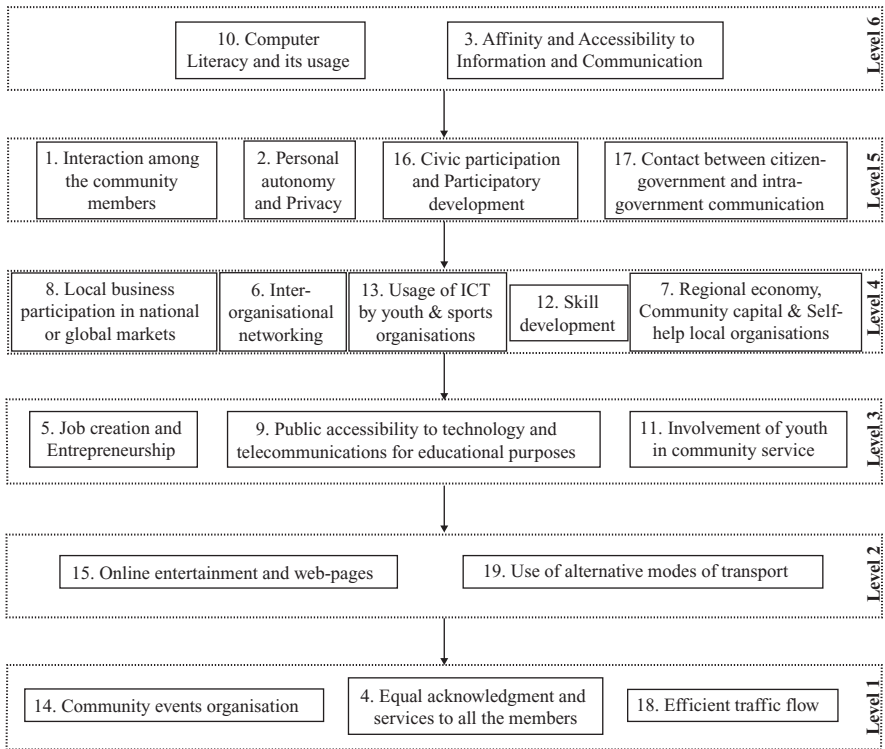 10. Computer
Literacy and its usage
3. Affinity and Accessibility to
Information and Communication
Level 6
1. Interaction among
the community
members
2. Personal
autonomy
and Privacy
16. Civic participation
and Participatory
development
17. Contact between citizen-
government and intra-
government communication
Level 5
8. Local business
participation in national
or global markets
6. Inter-
organisational
networking
13. Usage of ICT
by youth & sports
organisations
12. Skill
development
7. Regional economy,
Community capital & Self-
help local organisations
Level 4
5. Job creation and
Entrepreneurship
9. Public accessibility to technology and
telecommunications for educational purposes
11. Involvement of youth
in community service
Level 3
15. Online entertainment and web-pages
19. Use of alternative modes of transport
Level 2
14. Community events organisation
4. Equal acknowledgment and
services to all the members
18. Efficient traffic flow
Level 1